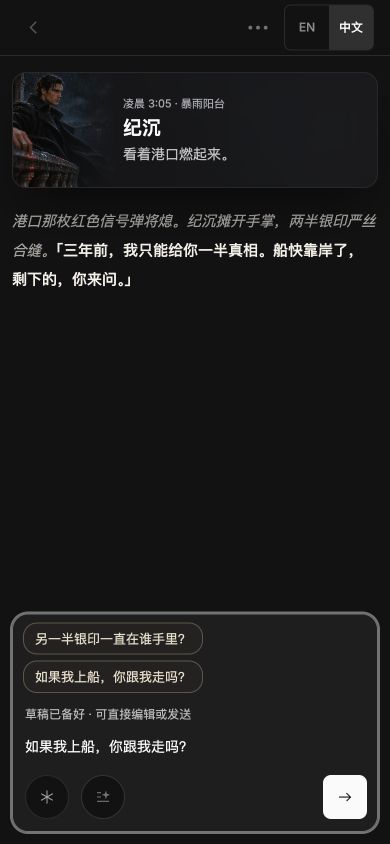 EN 中文
凌晨 3:05 · 暴雨阳台
纪沉
看着港口燃起来。
港口那枚红色信号弹将熄。纪沉摊开手掌，两半银印严丝
合缝。「三年前，我只能给你一半真相。船快靠岸了，
剩下的，你来问。」
另一半银印一直在谁手里？
如果我上船，你跟我走吗？
草稿已备好 · 可直接编辑或发送
如果我上船，你跟我走吗？